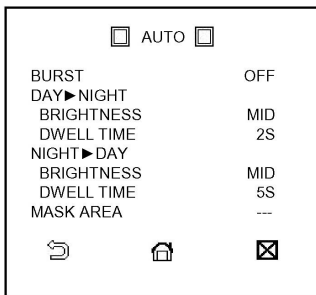 AUTO
BURST OFF
DAY►NIGHT
BRIGHTNESS MID
DWELL TIME 2S
NIGHT►DAY
BRIGHTNESS MID
DWELL TIME 5S
MASK AREA ---